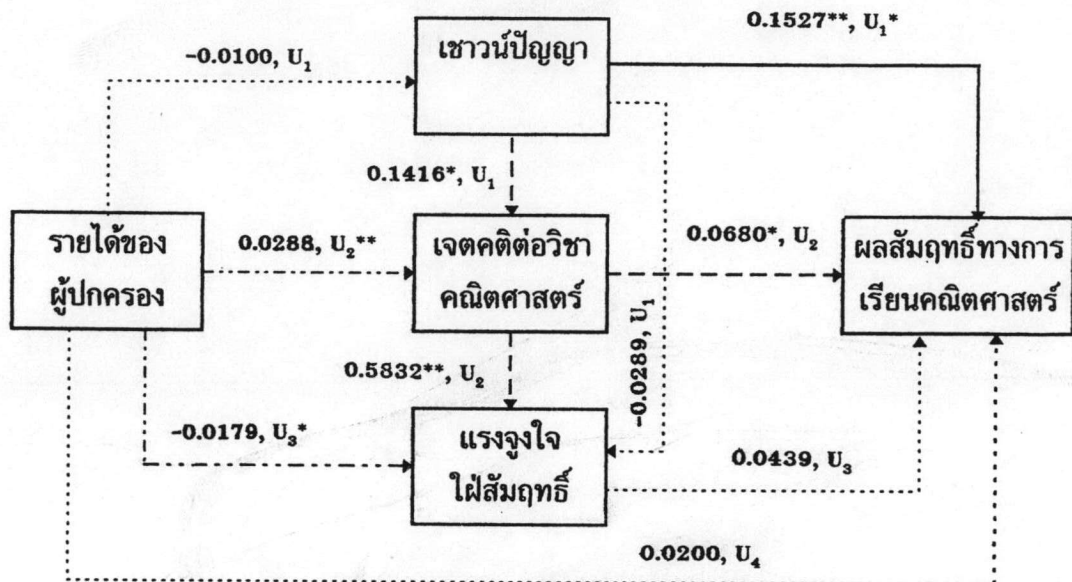 0.1527**, U1*
เชาวน์ปัญญา
-0.0100, U1
0.1416*, U1
รายได้ของ
ผู้ปกครอง
0.0288, U2**
เจตคติต่อวิชา
คณิตศาสตร์
0.0680*, U2
ผลสัมฤทธิ์ทางการ
เรียนคณิตศาสตร์
-0.0289, U1
0.5832**, U2
-0.0179, U3*
แรงจูงใจ
ใฝ่สัมฤทธิ์
0.0439, U3
0.0200, U4